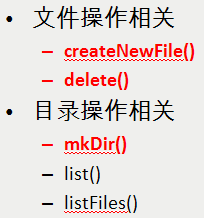 • 文件操作相关
– createNewFile()
– delete()
• 目录操作相关
– mkDir()
– list()
– listFiles()